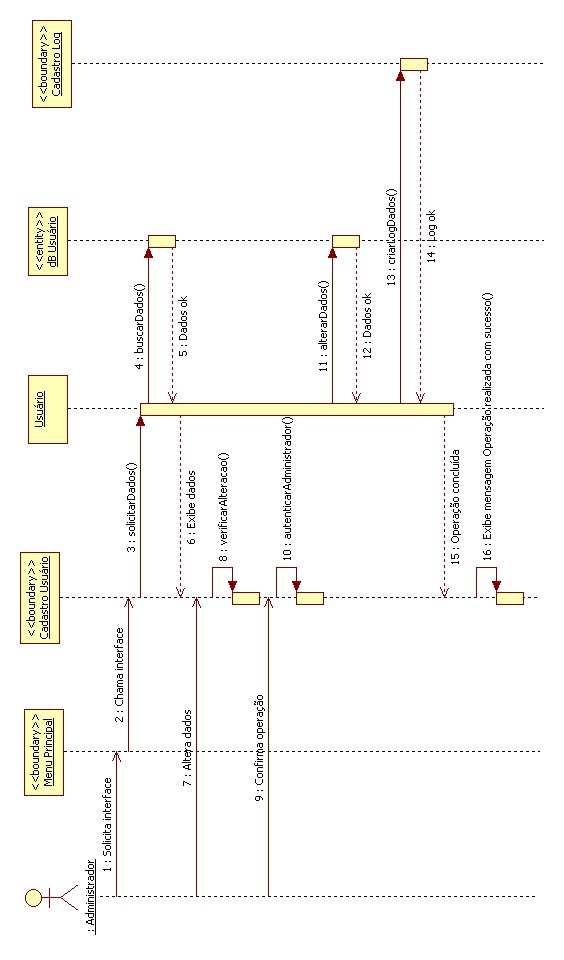 : Administrador
<<boundary>>
Menu Principal
<<boundary>>
Cadastro Usuário
Usuário
<<entity>>
dB Usuário
<<boundary>>
Cadastro Log
1 : Solicita interface
2 : Chama interface
3 : solicitarDados()
4 : buscarDados()
5 : Dados ok
6 : Exibe dados
7 : Altera dados
8 : verificarAlteracao()
9 : Confirma operação
10 : autenticarAdministrador()
11 : alterarDados()
12 : Dados ok
13 : criarLogDados()
14 : Log ok
15 : Operação concluída
16 : Exibe mensagem Operação realizada com sucesso()